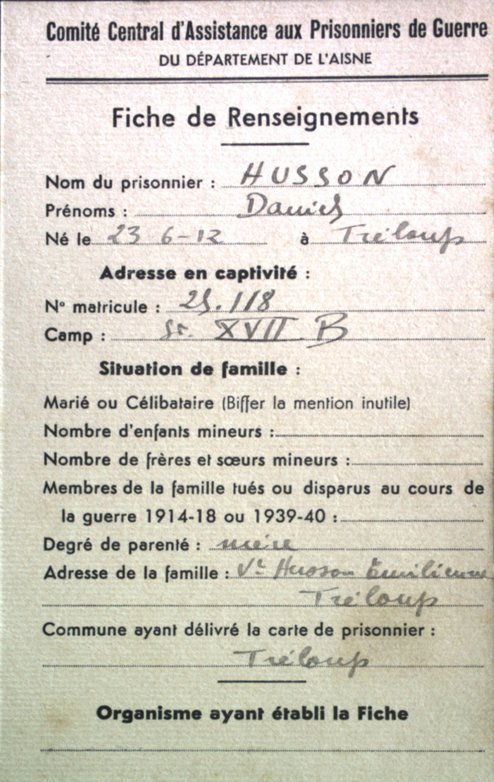 Comité Central d'Assistance aux Prisonniers de Guerre
DU DÉPARTEMENT DE L'AISNE
Fiche de Renseignements
Nom du prisonnier : HUSSON
Prénoms : Daniel
Né le 23 6-12 à Tréloup
Adresse en captivité :
N° matricule : 25.118
Camp : St. XVII B
Situation de famille :
Marié ou Célibataire (Biffer la mention inutile)
Nombre d'enfants mineurs :
Nombre de frères et sœurs mineurs :
Membres de la famille tués ou disparus au cours de
la guerre 1914-18 ou 1939-40 :
Degré de parenté : mère
Adresse de la famille : Vve Husson Émilienne
Tréloup
Commune ayant délivré la carte de prisonnier :
Tréloup
Organisme ayant établi la Fiche